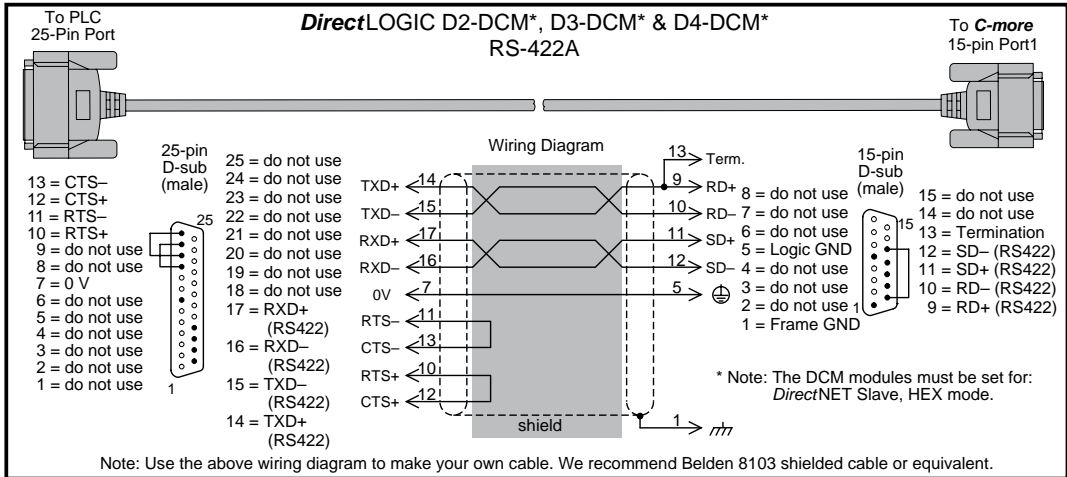 DirectLOGIC D2-DCM*, D3-DCM* & D4-DCM*
RS-422A
To PLC
25-Pin Port
To C-more
15-pin Port1
25-pin
D-sub
(male)
13 = CTS–
12 = CTS+
11 = RTS–
10 = RTS+
9 = do not use
8 = do not use
7 = 0 V
6 = do not use
5 = do not use
4 = do not use
3 = do not use
2 = do not use
1 = do not use
25
1
25 = do not use
24 = do not use
23 = do not use
22 = do not use
21 = do not use
20 = do not use
19 = do not use
18 = do not use
17 = RXD+
(RS422)
16 = RXD–
(RS422)
15 = TXD–
(RS422)
14 = TXD+
(RS422)
Wiring Diagram
13 Term.
TXD+ 14 9 RD+
TXD– 15 10 RD–
RXD+ 17 11 SD+
RXD– 16 12 SD–
0V 7 5
RTS– 11
CTS– 13
RTS+ 10
CTS+ 12
shield
1
8 = do not use
7 = do not use
6 = do not use
5 = Logic GND
4 = do not use
3 = do not use
2 = do not use
1 = Frame GND
15-pin
D-sub
(male)
15
1
15 = do not use
14 = do not use
13 = Termination
12 = SD– (RS422)
11 = SD+ (RS422)
10 = RD– (RS422)
9 = RD+ (RS422)
* Note: The DCM modules must be set for:
DirectNET Slave, HEX mode.
Note: Use the above wiring diagram to make your own cable. We recommend Belden 8103 shielded cable or equivalent.